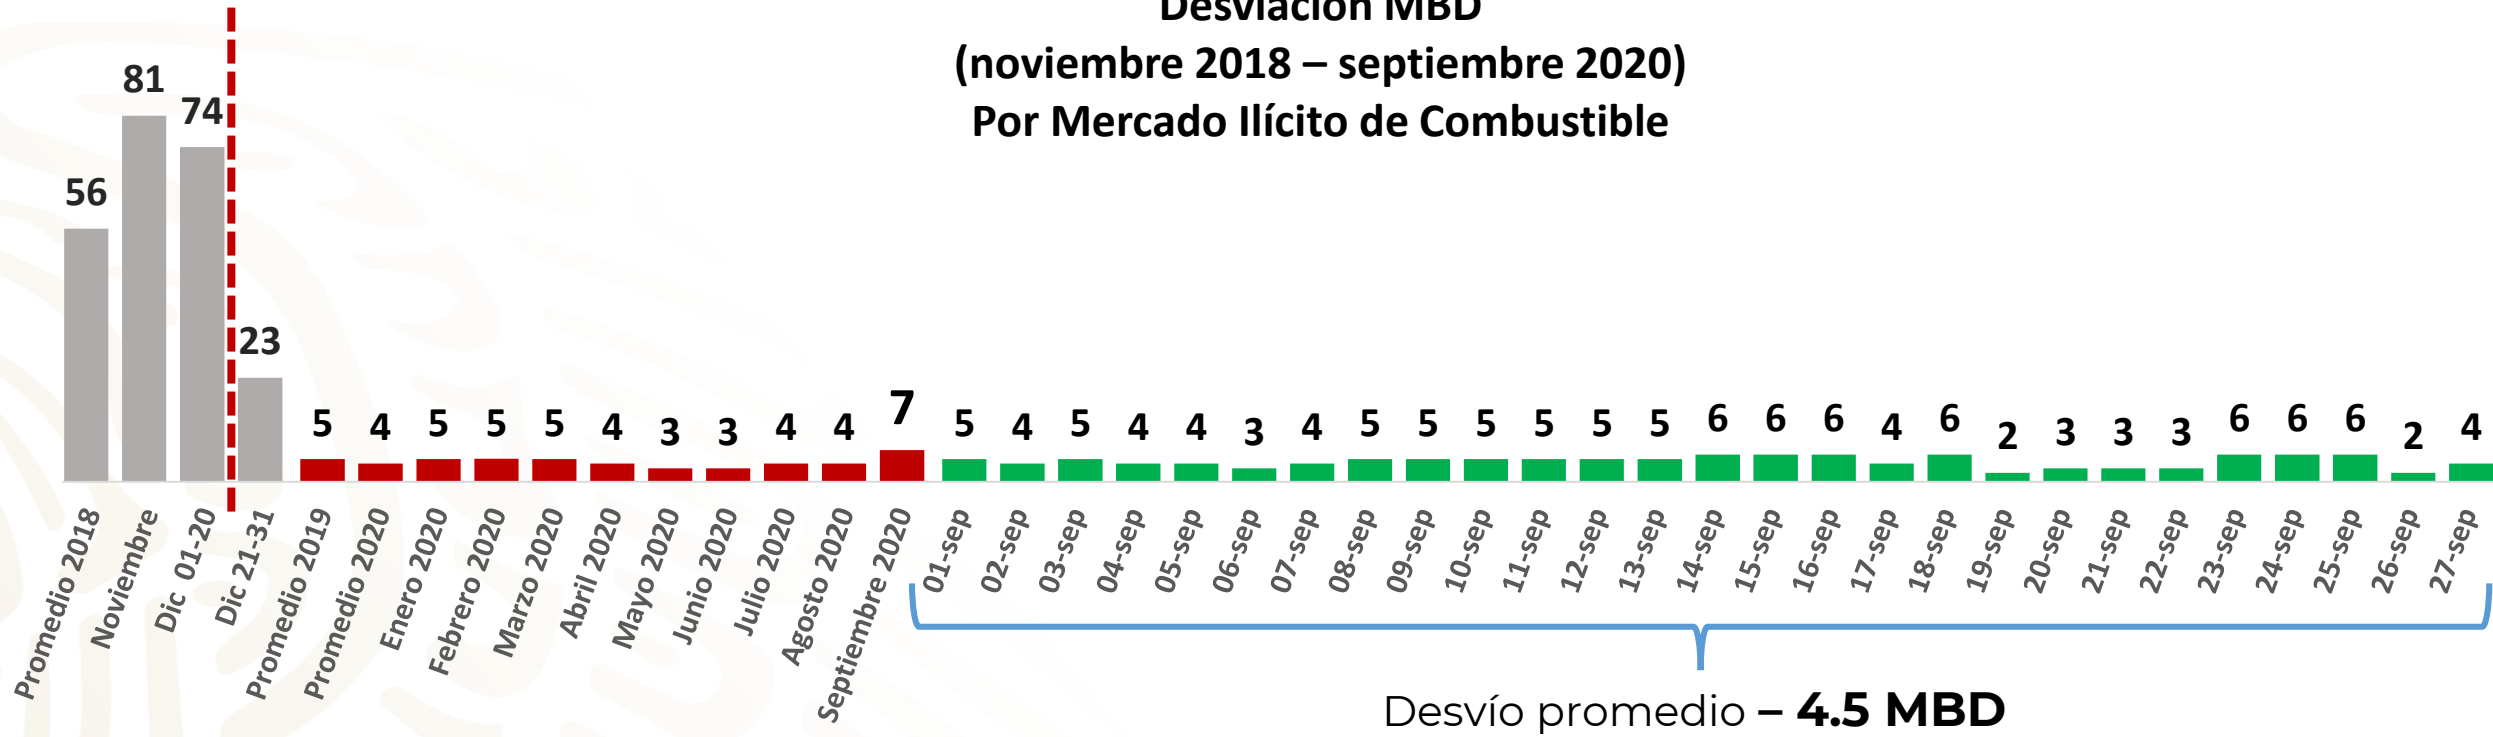 Desviación MBD
(noviembre 2018 – septiembre 2020)
Por Mercado Ilícito de Combustible
56 81 74 23 5 4 5 5 5 4 3 3 4 4 7 5 4 5 4 4 3 4 5 5 5 5 5 5 6 6 6 4 6 2 3 3 3 6 6 6 2 4
Promedio 2018
Noviembre
Dic 01-20
Dic 21-31
Promedio 2019
Promedio 2020
Enero 2020
Febrero 2020
Marzo 2020
Abril 2020
Mayo 2020
Junio 2020
Julio 2020
Agosto 2020
Septiembre 2020
01-sep
02-sep
03-sep
04-sep
05-sep
06-sep
07-sep
08-sep
09-sep
10-sep
11-sep
12-sep
13-sep
14-sep
15-sep
16-sep
17-sep
18-sep
19-sep
20-sep
21-sep
22-sep
23-sep
24-sep
25-sep
26-sep
27-sep
Desvío promedio – 4.5 MBD